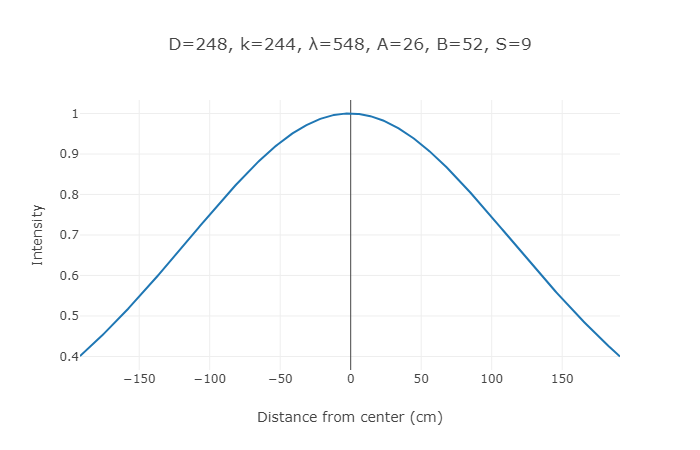 D=248, k=244, λ=548, A=26, B=52, S=9
Intensity
1
0.9
0.8
0.7
0.6
0.5
0.4
−150 −100 −50 0 50 100 150
Distance from center (cm)